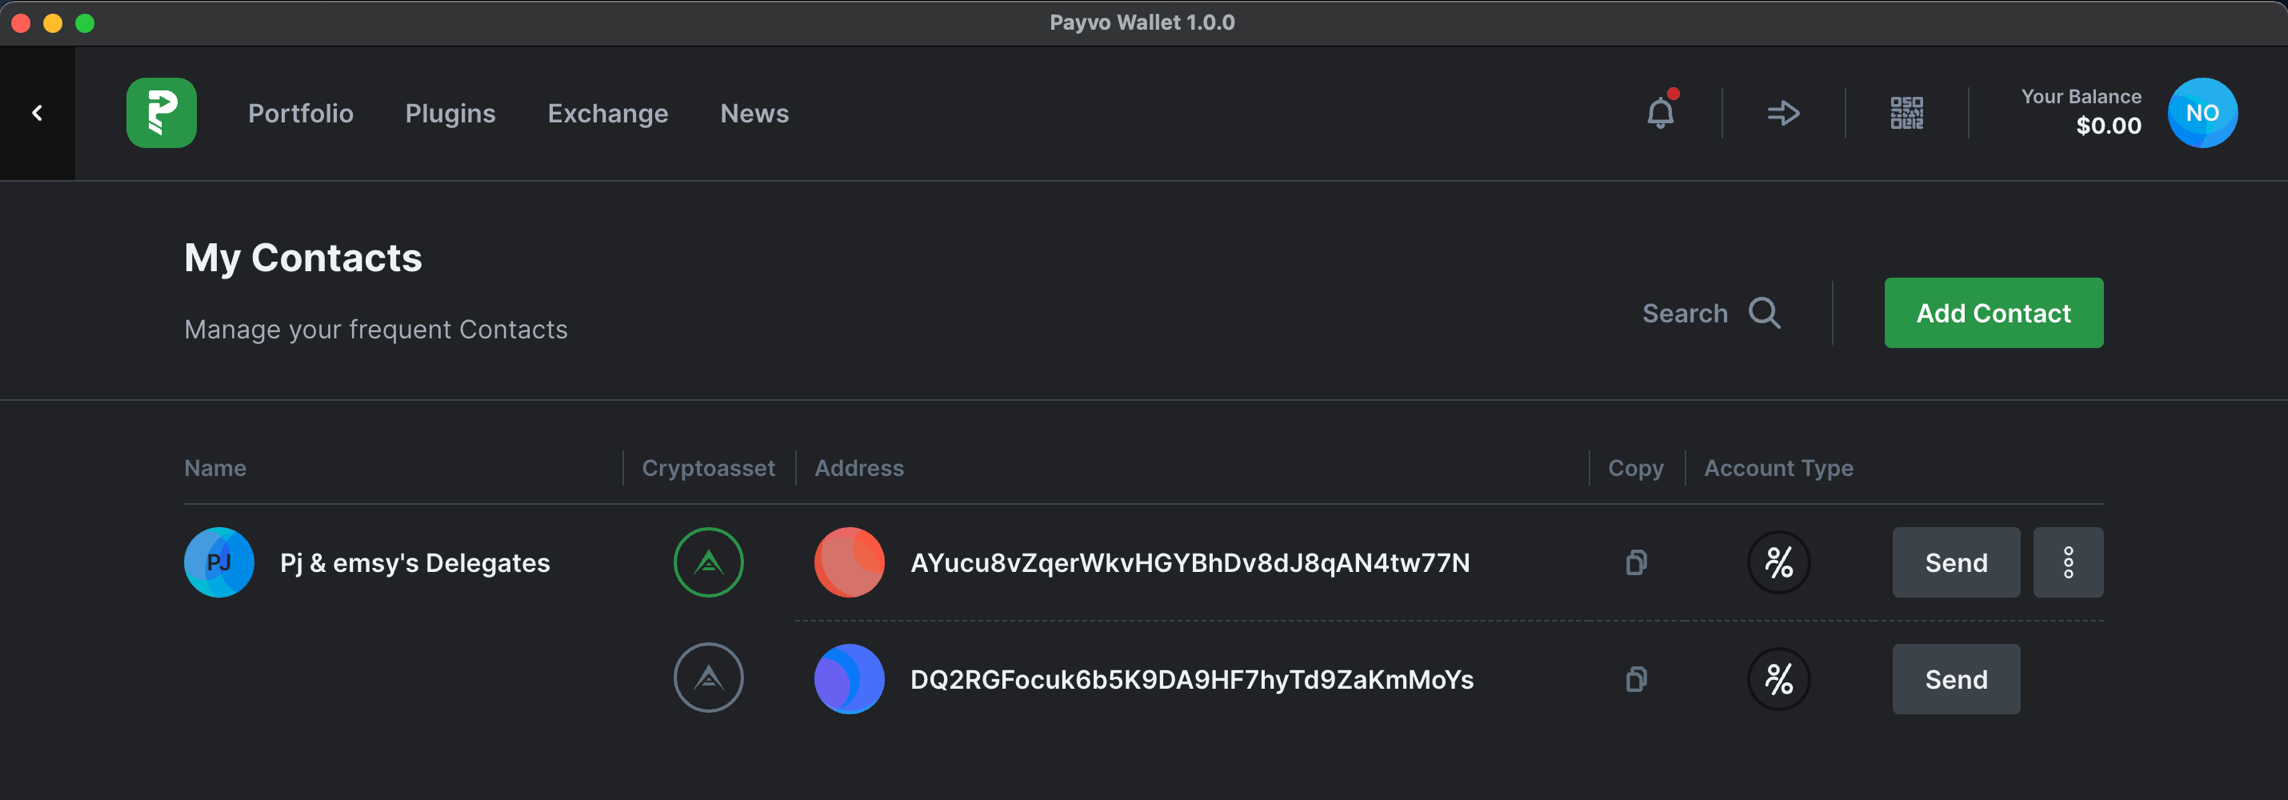 Payvo Wallet 1.0.0
Portfolio Plugins Exchange News
Your Balance
$0.00
NO
My Contacts
Manage your frequent Contacts
Search
Add Contact
Name Cryptoasset Address Copy Account Type
PJ Pj & emsy's Delegates AYucu8vZqerWkvHGYBhDv8dJ8qAN4tw77N Send
DQ2RGFocuk6b5K9DA9HF7hyTd9ZaKmMoYs Send